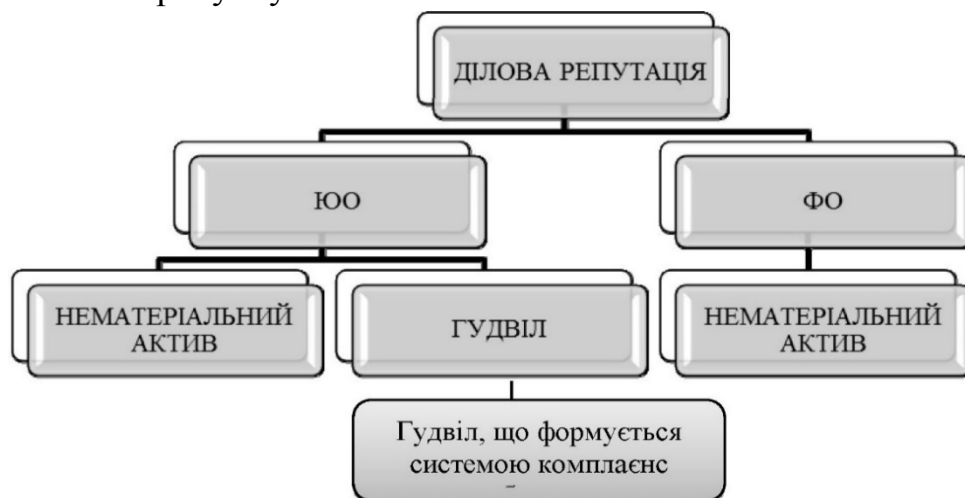 ДІЛОВА РЕПУТАЦІЯ
ЮО
ФО
НЕМАТЕРІАЛЬНИЙ
АКТИВ
ГУДВІЛ
НЕМАТЕРІАЛЬНИЙ
АКТИВ
Гудвіл, що формується
системою комплаєнс